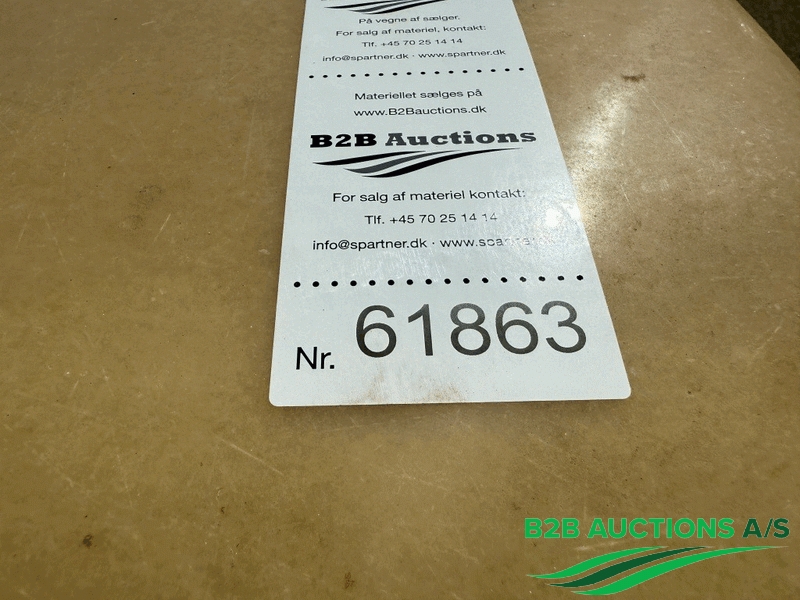 På vegne af sælger.
For salg af materiel, kontakt:
Tlf. +45 70 25 14 14
info@spartner.dk · www.spartner.dk
Materiellet sælges på
www.B2Bauctions.dk
B2B Auctions
For salg af materiel kontakt:
Tlf. +45 70 25 14 14
info@spartner.dk ·
Nr. 61863
B2B AUCTIONS A/S